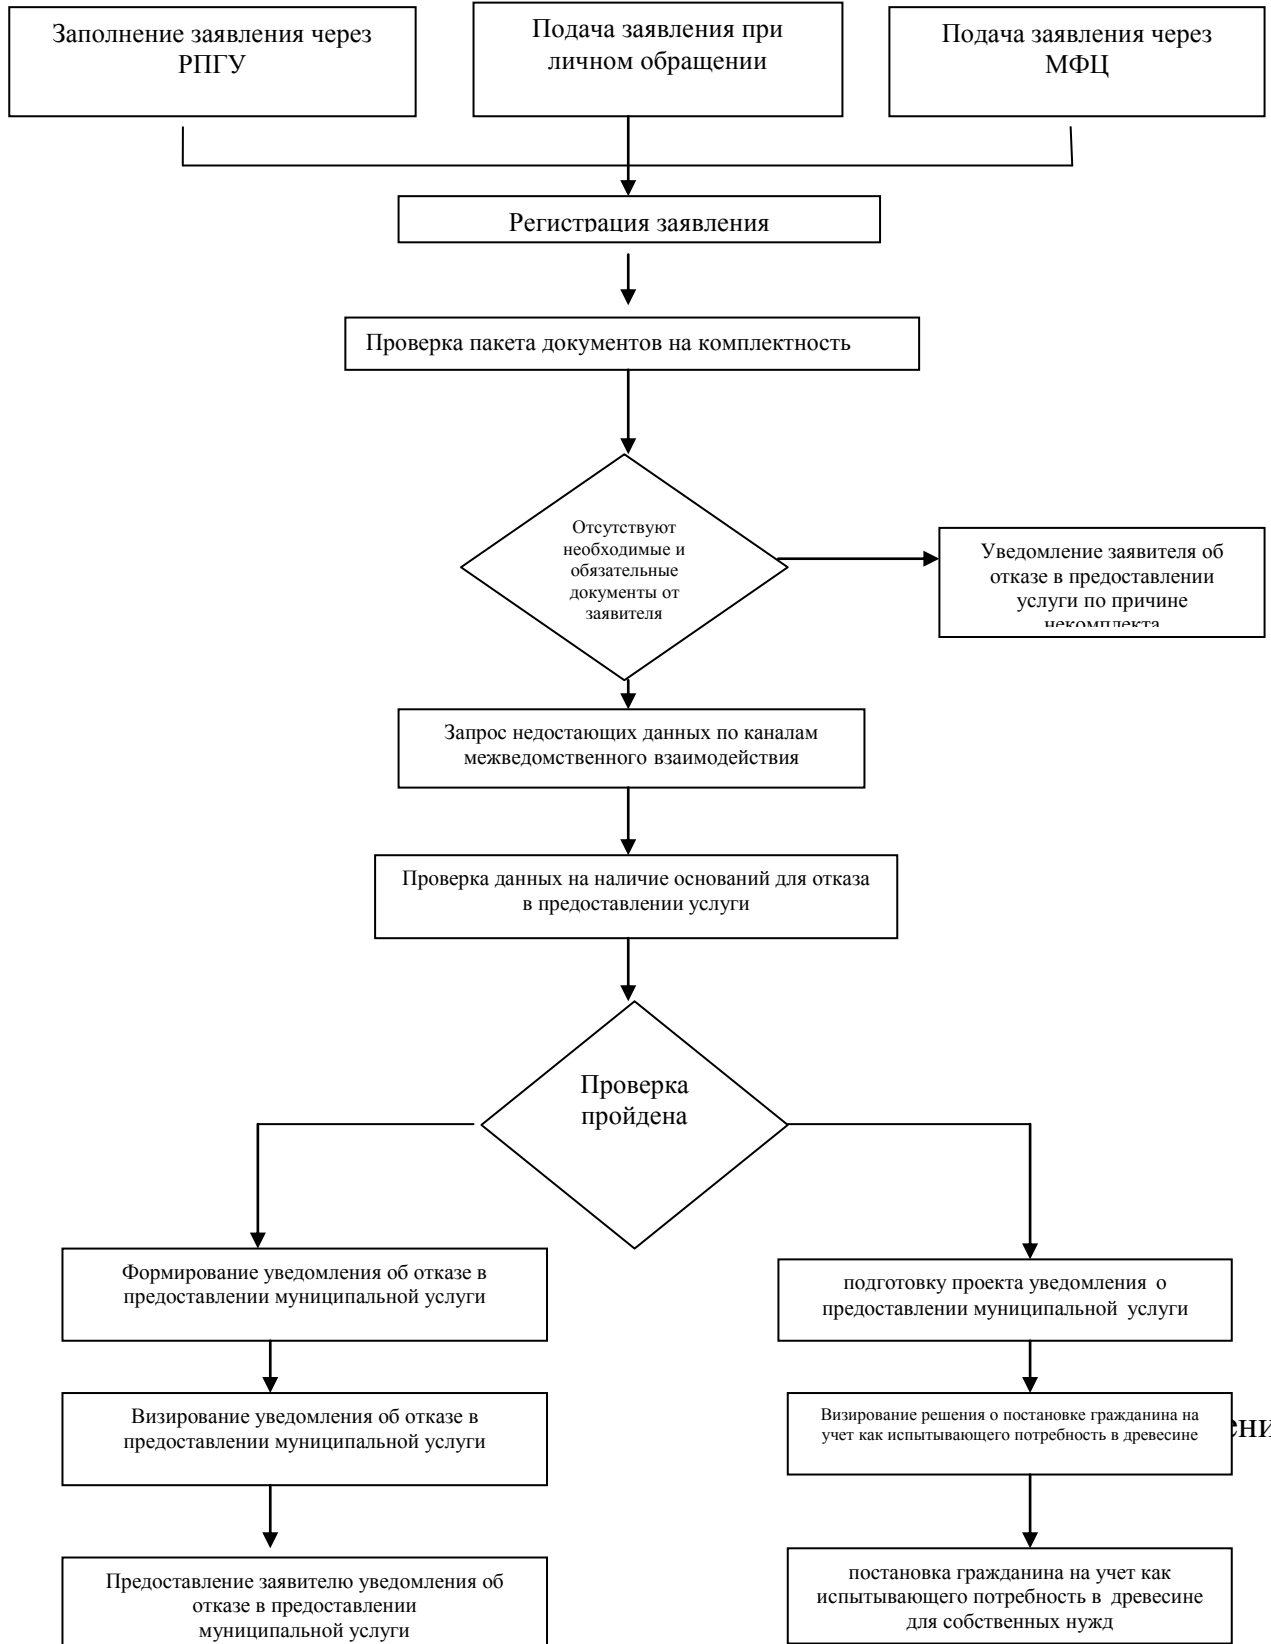 Заполнение заявления через
РПГУ
Подача заявления при
личном обращении
Подача заявления через
МФЦ
Регистрация заявления
Проверка пакета документов на комплектность
Отсутствуют
необходимые и
обязательные
документы от
заявителя
Уведомление заявителя об
отказе в предоставлении
услуги по причине
некомплекта
Запрос недостающих данных по каналам
межведомственного взаимодействия
Проверка данных на наличие оснований для отказа
в предоставлении услуги
Проверка
пройдена
Формирование уведомления об отказе в
предоставлении муниципальной услуги
подготовку проекта уведомления о
предоставлении муниципальной услуги
Визирование уведомления об отказе в
предоставлении муниципальной услуги
Визирование решения о постановке гражданина на
учет как испытывающего потребность в древесине
Предоставление заявителю уведомления об
отказе в предоставлении
муниципальной услуги
постановка гражданина на учет как
испытывающего потребность в древесине
для собственных нужд